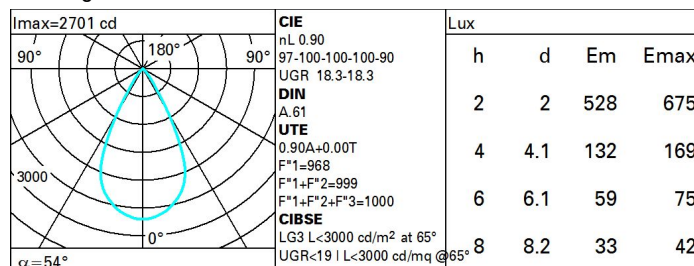 Imax=2701 cd
90°
180°
90°
3000
0°
α=54°
CIE
nL 0.90
97-100-100-100-90
UGR 18.3-18.3
DIN
A.61
UTE
0.90A+0.00T
F"1=968
F"1+F"2=999
F"1+F"2+F"3=1000
CIBSE
LG3 L<3000 cd/m² at 65°
UGR<19 | L<3000 cd/mq @65°
Lux
h d Em Emax
2 2 528 675
4 4.1 132 169
6 6.1 59 75
8 8.2 33 42